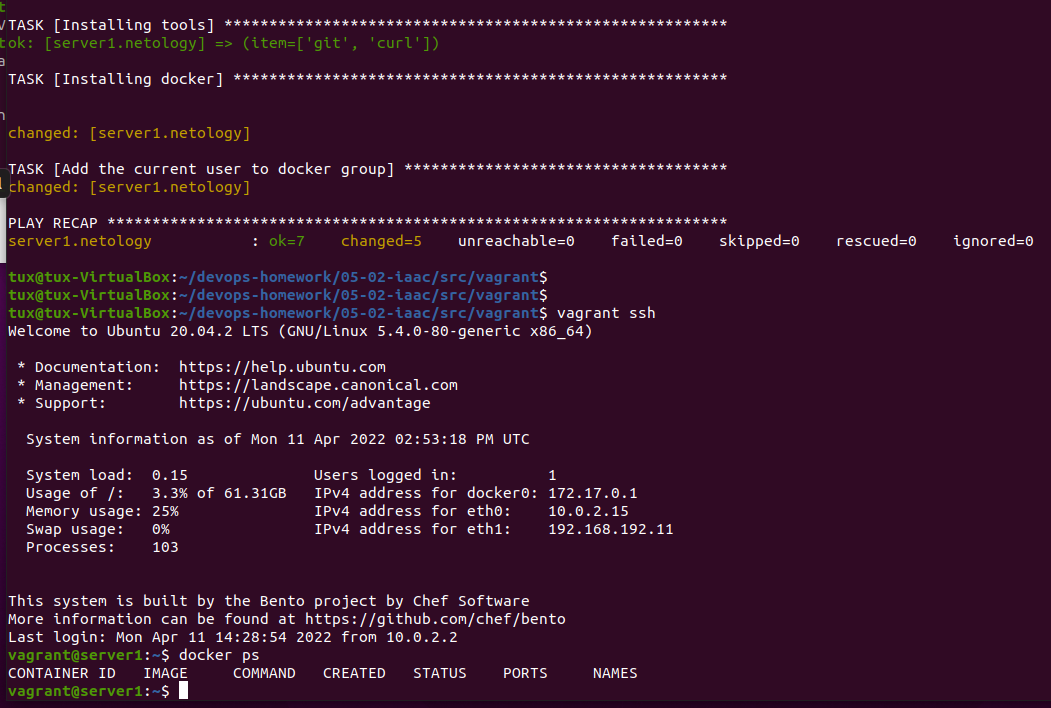 TASK [Installing tools] ********************************************************
ok: [server1.netology] => (item=['git', 'curl'])
TASK [Installing docker] *******************************************************
changed: [server1.netology]
TASK [Add the current user to docker group] ************************************
changed: [server1.netology]
PLAY RECAP *********************************************************************
server1.netology           : ok=7    changed=5    unreachable=0    failed=0    skipped=0    rescued=0    ignored=0
tux@tux-VirtualBox:~/devops-homework/05-02-iaac/src/vagrant$
tux@tux-VirtualBox:~/devops-homework/05-02-iaac/src/vagrant$
tux@tux-VirtualBox:~/devops-homework/05-02-iaac/src/vagrant$ vagrant ssh
Welcome to Ubuntu 20.04.2 LTS (GNU/Linux 5.4.0-80-generic x86_64)
 * Documentation:  https://help.ubuntu.com
 * Management:     https://landscape.canonical.com
 * Support:        https://ubuntu.com/advantage
  System information as of Mon 11 Apr 2022 02:53:18 PM UTC
  System load:  0.15              Users logged in:          1
  Usage of /:   3.3% of 61.31GB   IPv4 address for docker0: 172.17.0.1
  Memory usage: 25%               IPv4 address for eth0:    10.0.2.15
  Swap usage:   0%                IPv4 address for eth1:    192.168.192.11
  Processes:    103
This system is built by the Bento project by Chef Software
More information can be found at https://github.com/chef/bento
Last login: Mon Apr 11 14:28:54 2022 from 10.0.2.2
vagrant@server1:~$ docker ps
CONTAINER ID   IMAGE     COMMAND   CREATED   STATUS    PORTS     NAMES
vagrant@server1:~$